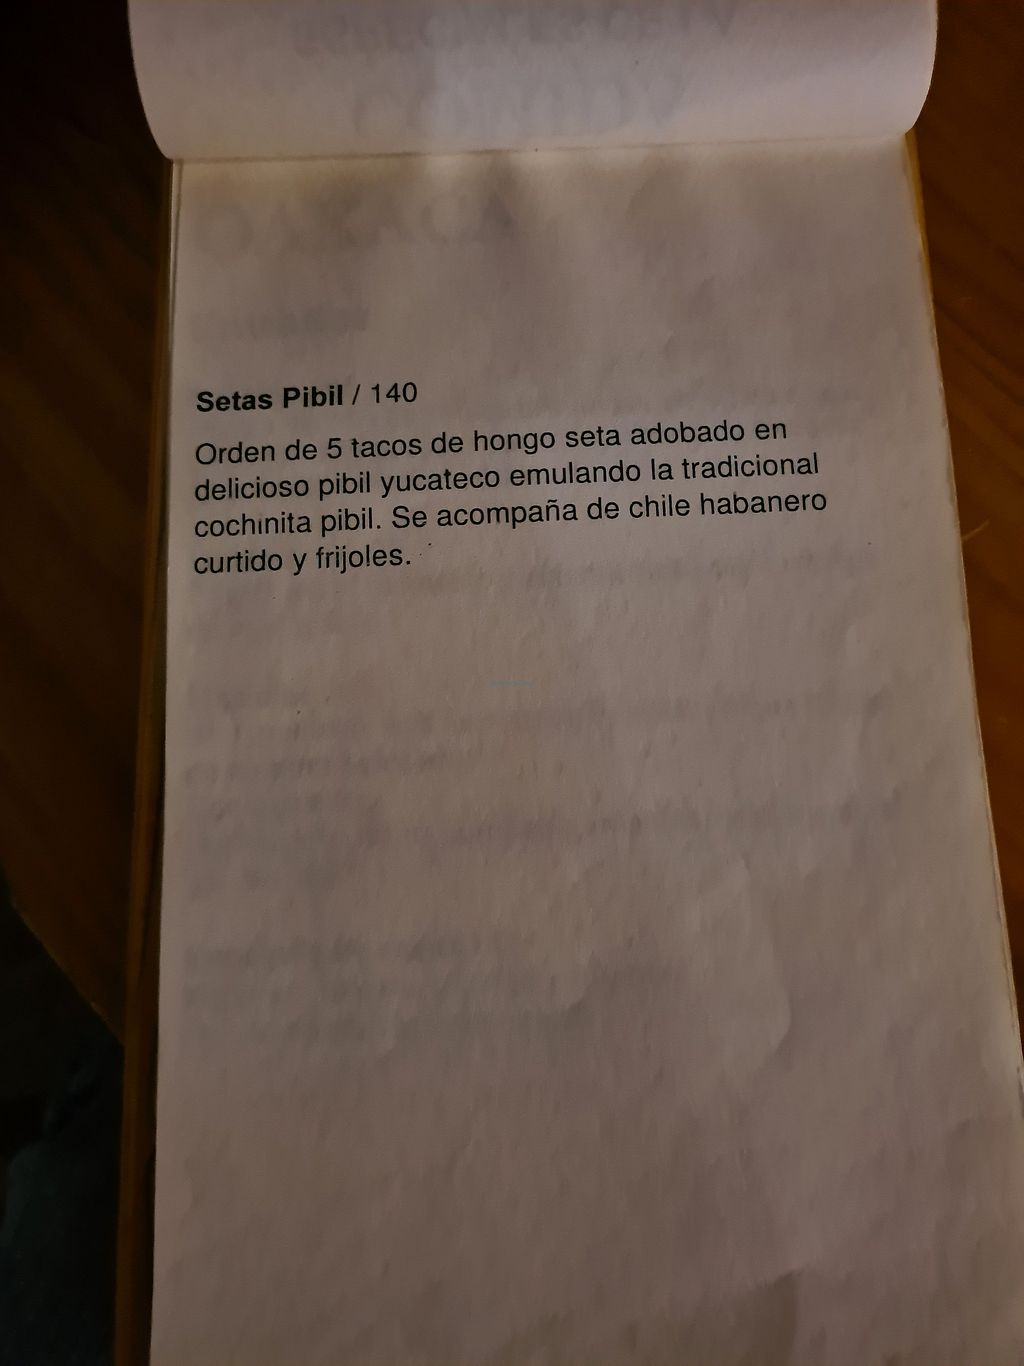 Setas Pibil / 140
Orden de 5 tacos de hongo seta adobado en
delicioso pibil yucateco emulando la tradicional
cochinita pibil. Se acompaña de chile habanero
curtido y frijoles.